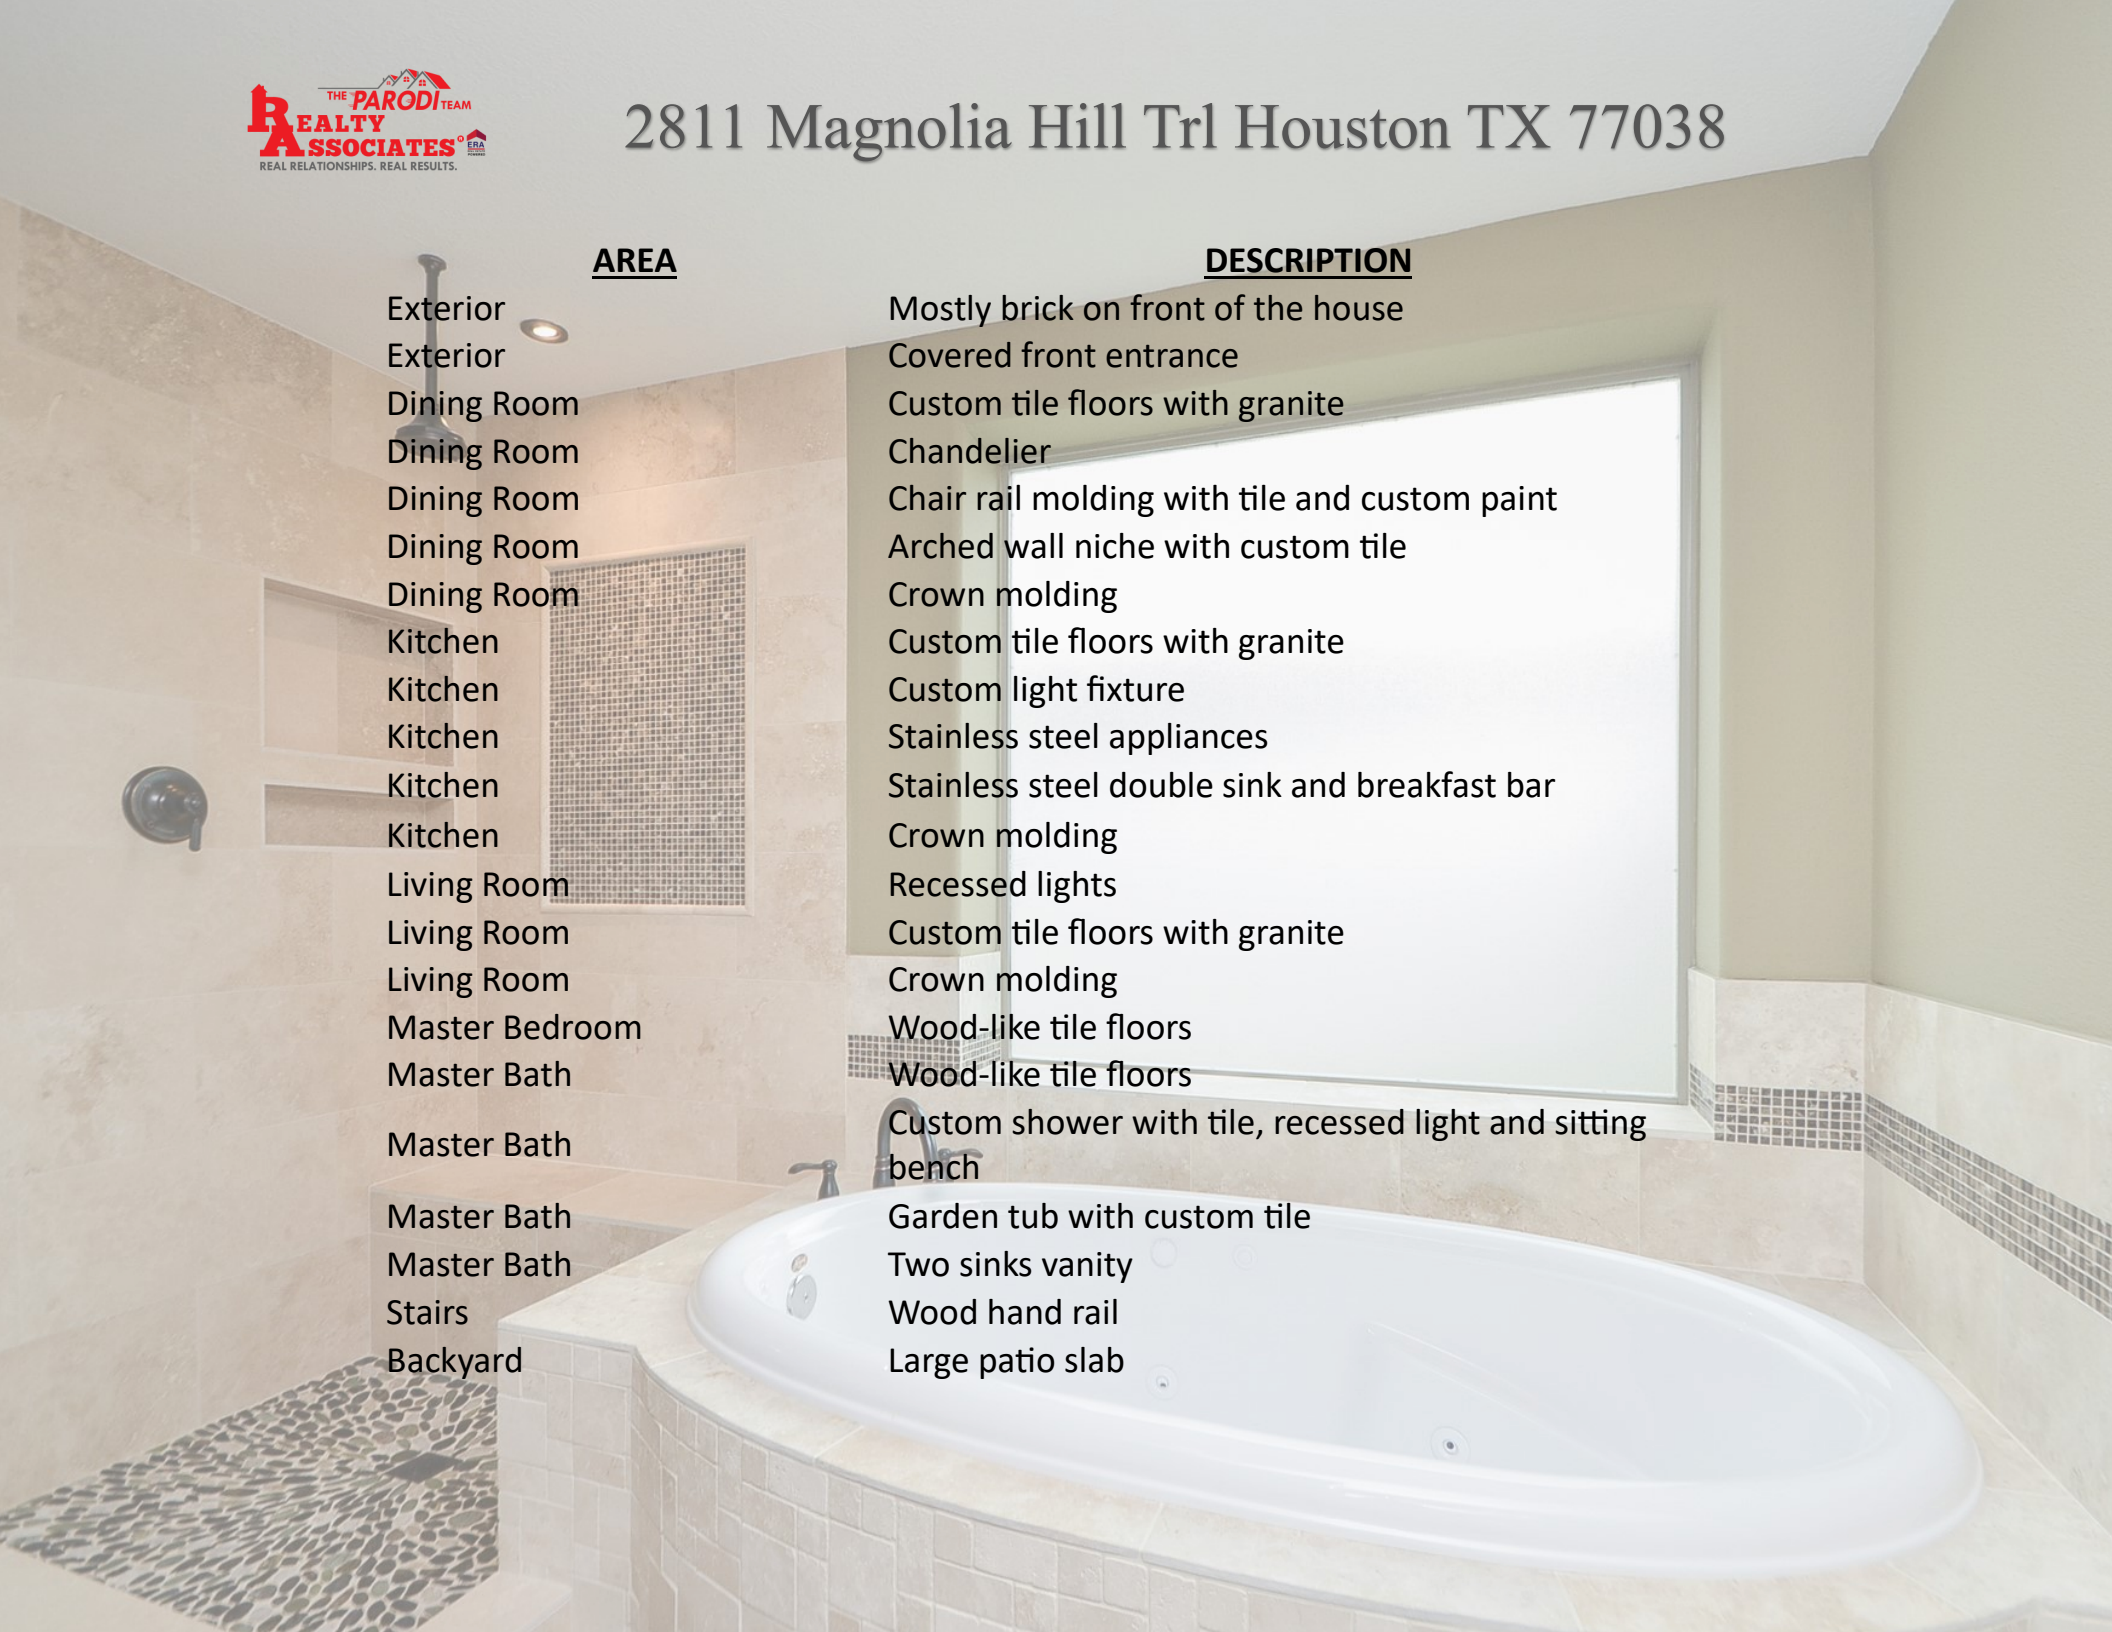 THE PARODI TEAM
REALTY
ASSOCIATES
ERA
REAL RELATIONSHIPS. REAL RESULTS.
2811 Magnolia Hill Trl Houston TX 77038
AREA DESCRIPTION
Exterior Mostly brick on front of the house
Exterior Covered front entrance
Dining Room Custom tile floors with granite
Dining Room Chandelier
Dining Room Chair rail molding with tile and custom paint
Dining Room Arched wall niche with custom tile
Dining Room Crown molding
Kitchen Custom tile floors with granite
Kitchen Custom light fixture
Kitchen Stainless steel appliances
Kitchen Stainless steel double sink and breakfast bar
Kitchen Crown molding
Living Room Recessed lights
Living Room Custom tile floors with granite
Living Room Crown molding
Master Bedroom Wood-like tile floors
Master Bath Wood-like tile floors
Master Bath Custom shower with tile, recessed light and sitting
bench
Master Bath Garden tub with custom tile
Master Bath Two sinks vanity
Stairs Wood hand rail
Backyard Large patio slab